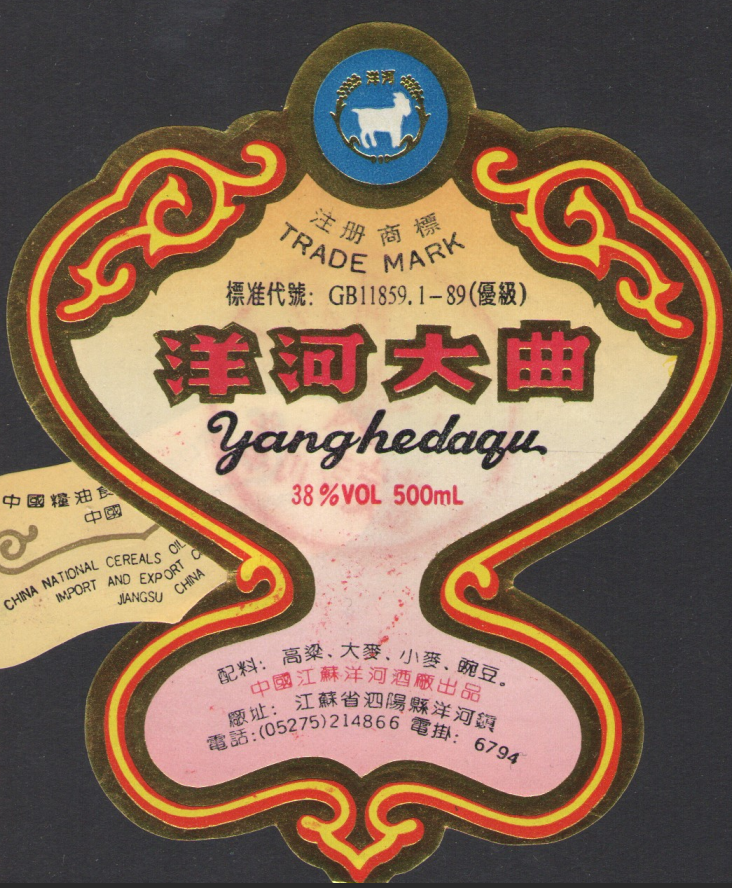 洋河
注册商標
TRADE MARK
標准代號: GB11859.1-89(優級)
洋河大曲
Yanghedaqu
38%VOL 500mL
中國糧油食
中國
CHINA NATIONAL CEREALS OIL
IMPORT AND EXPORT C
JIANGSU CHINA
配料: 高粱、大麥、小麥、豌豆。
中國江蘇洋河酒廠出品
廠址: 江蘇省泗陽縣洋河鎮
電話:(05275)214866 電掛: 6794